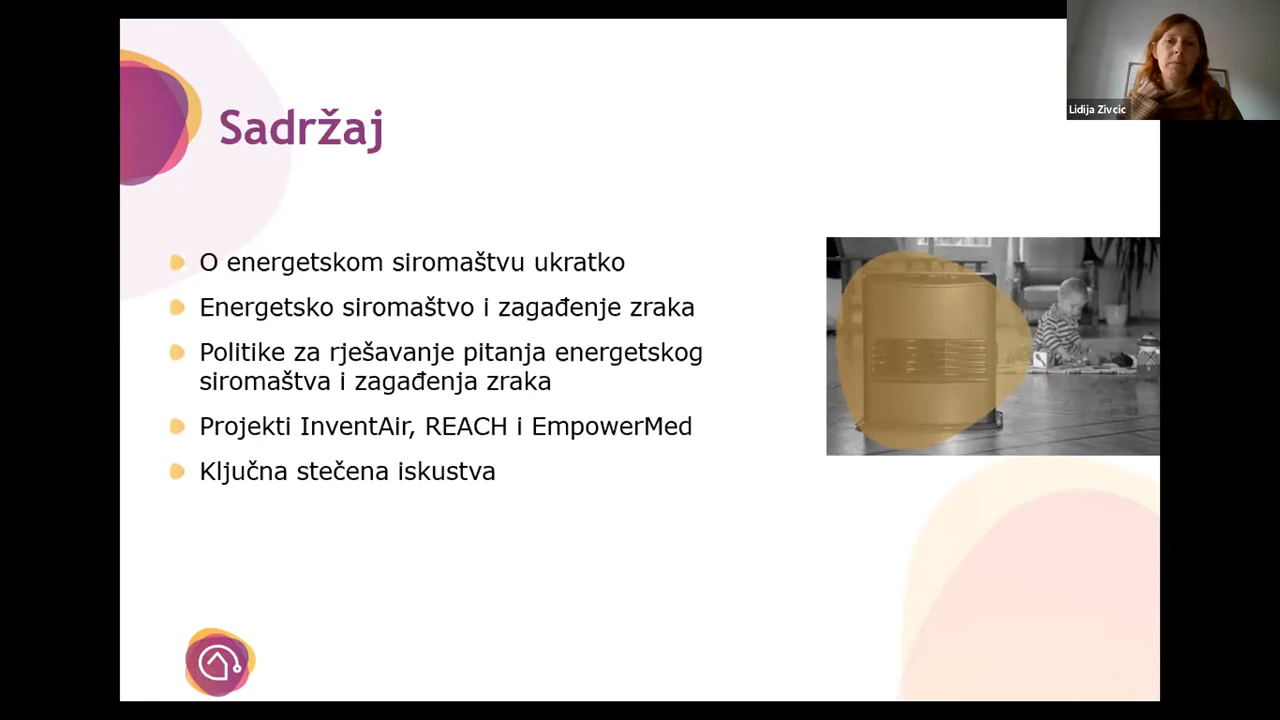 Sadržaj
O energetskom siromaštvu ukratko
Energetsko siromaštvo i zagađenje zraka
Politike za rješavanje pitanja energetskog
siromaštva i zagađenja zraka
Projekti InventAir, REACH i EmpowerMed
Ključna stečena iskustva
Lidija Zivcic